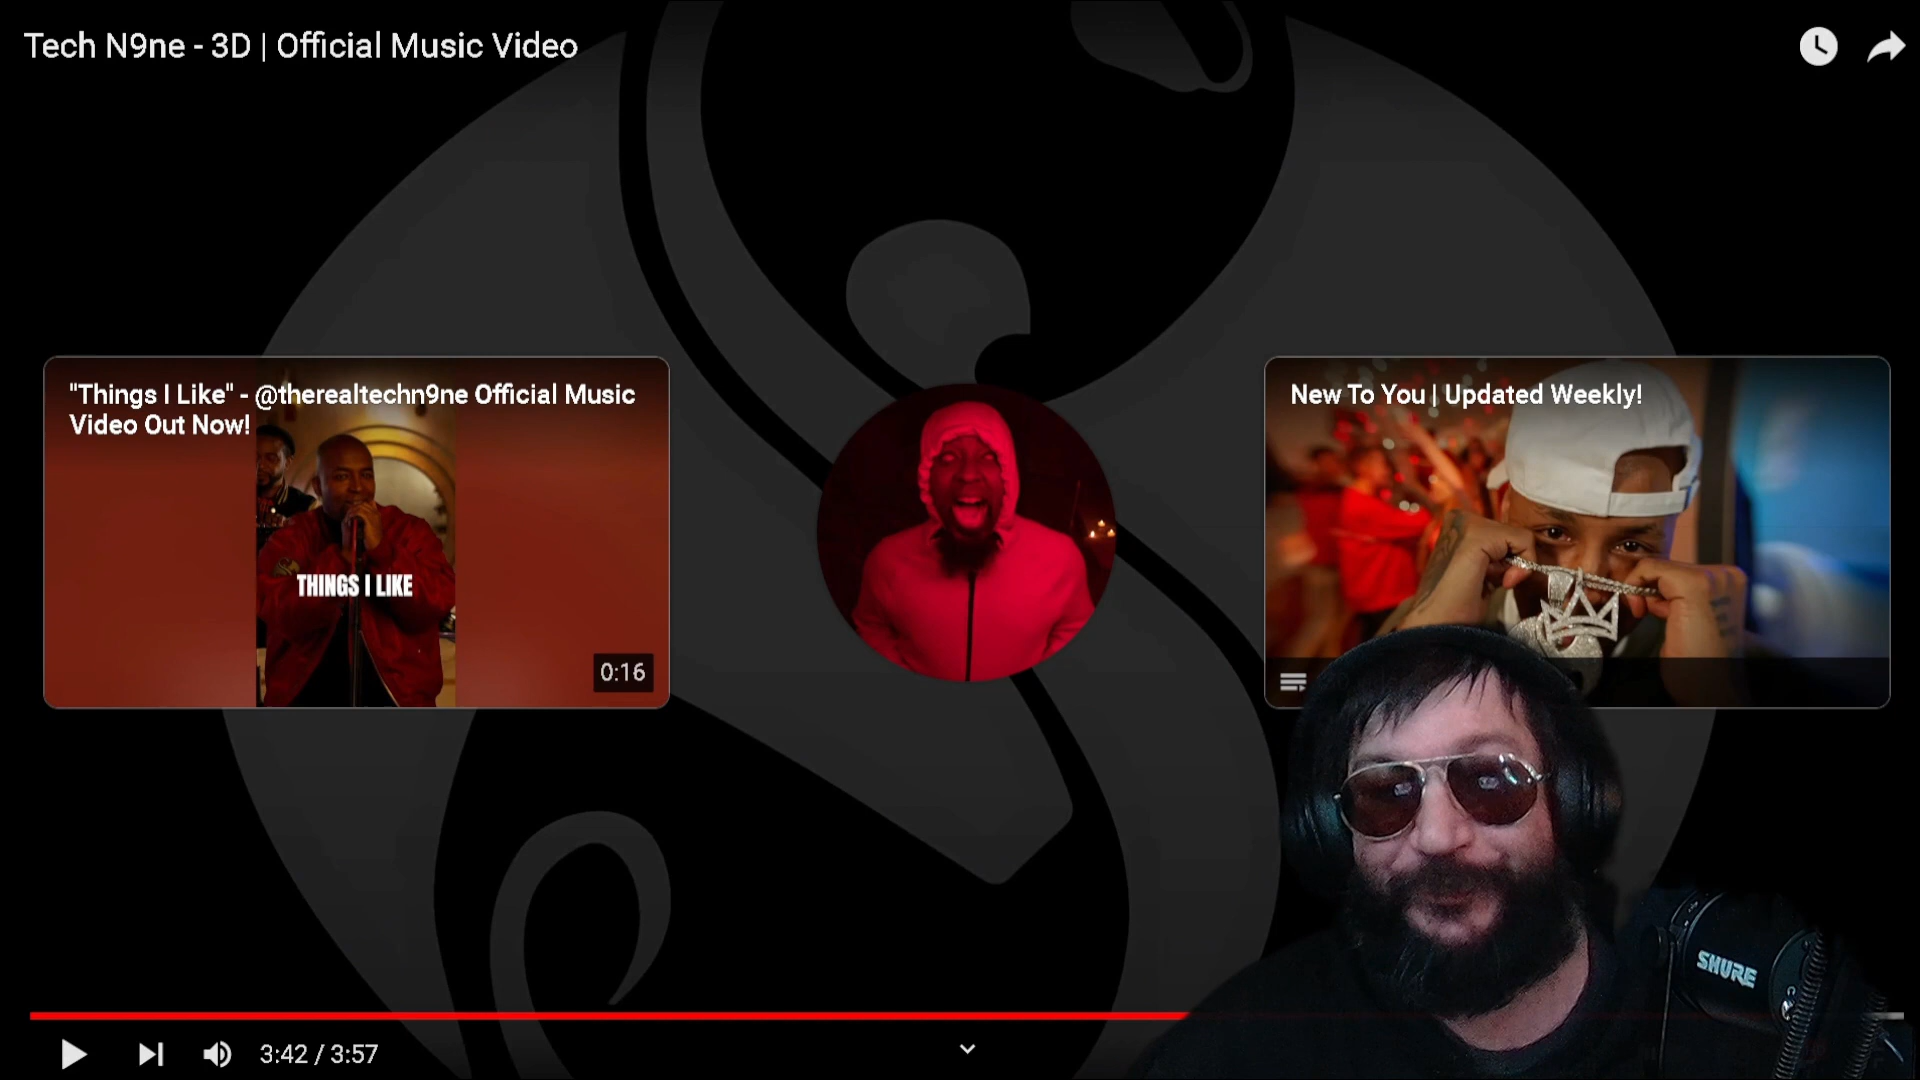 Tech N9ne - 3D | Official Music Video
"Things I Like" - @therealtechn9ne Official Music
Video Out Now!
THINGS I LIKE
0:16
New To You | Updated Weekly!
SHURE
3:42 / 3:57